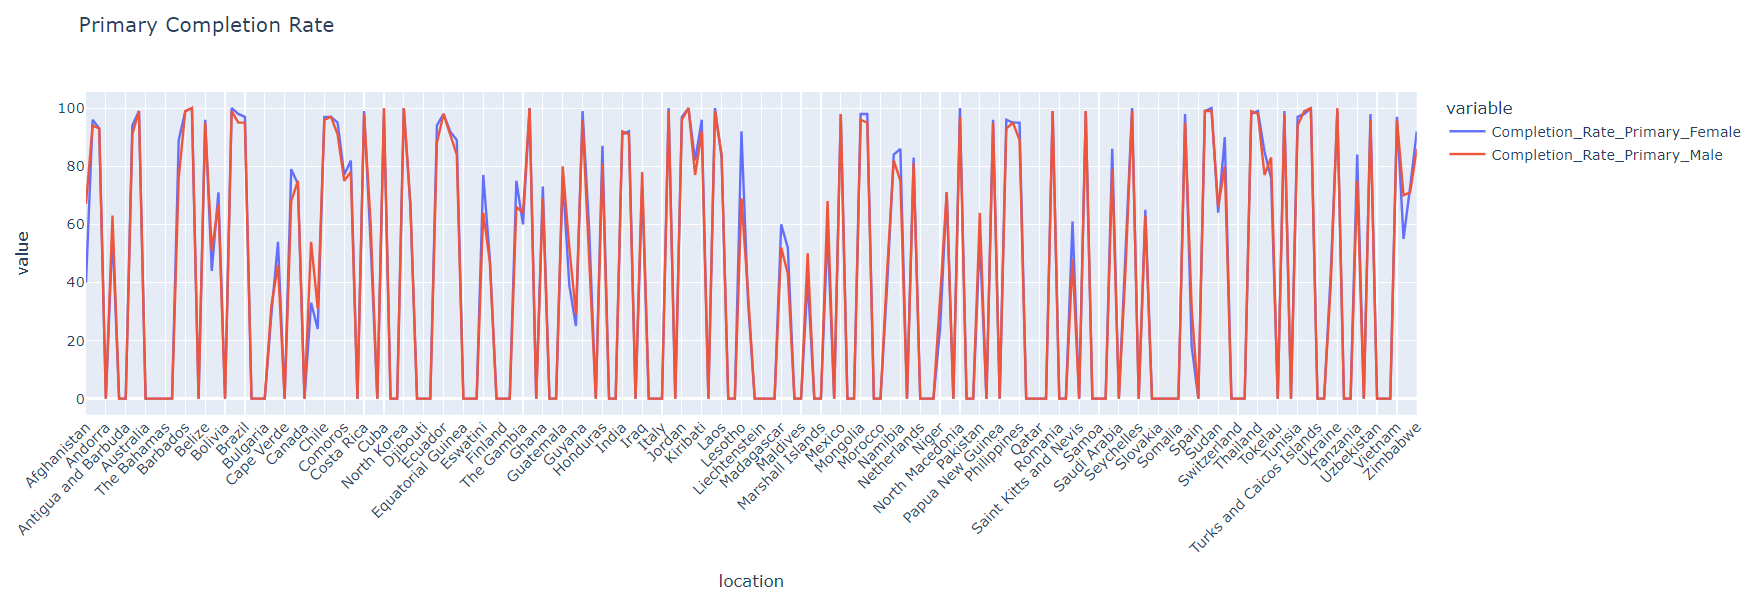 Primary Completion Rate
variable
Completion_Rate_Primary_Female
Completion_Rate_Primary_Male
value
100
80
60
40
20
0
Afghanistan
Andorra
Antigua and Barbuda
Australia
The Bahamas
Barbados
Belize
Bolivia
Brazil
Bulgaria
Cape Verde
Canada
Chile
Comoros
Costa Rica
Cuba
North Korea
Djibouti
Ecuador
Equatorial Guinea
Eswatini
Finland
The Gambia
Ghana
Guatemala
Guyana
Honduras
India
Iraq
Italy
Jordan
Kiribati
Laos
Lesotho
Liechtenstein
Madagascar
Maldives
Marshall Islands
Mexico
Mongolia
Morocco
Namibia
Netherlands
Niger
North Macedonia
Pakistan
Papua New Guinea
Philippines
Qatar
Romania
Saint Kitts and Nevis
Samoa
Saudi Arabia
Seychelles
Slovakia
Somalia
Spain
Sudan
Switzerland
Thailand
Tokelau
Tunisia
Turks and Caicos Islands
Ukraine
Tanzania
Uzbekistan
Vietnam
Zimbabwe
location